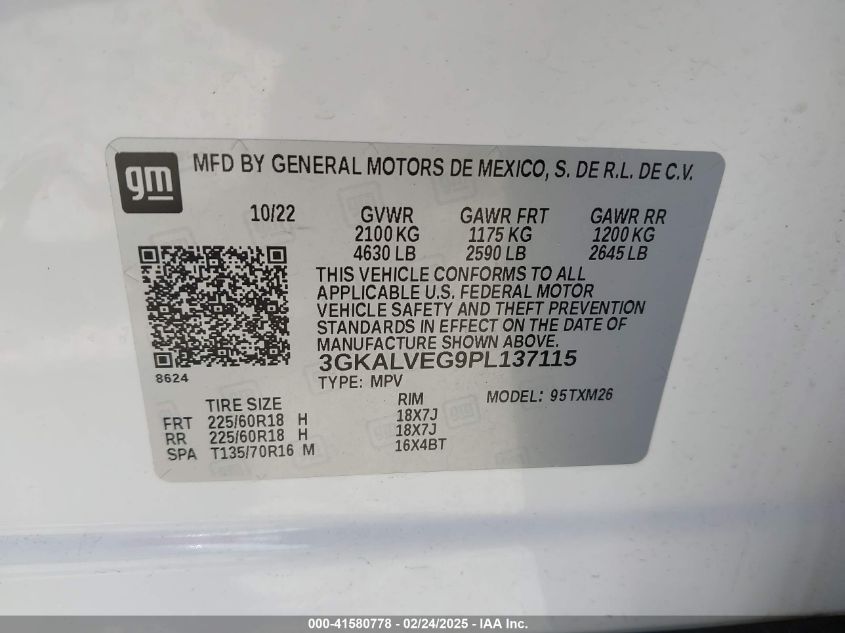 gm
MFD BY GENERAL MOTORS DE MEXICO, S. DE R.L. DE C.V.
10/22 GVWR GAWR FRT GAWR RR
2100 KG 1175 KG 1200 KG
4630 LB 2590 LB 2645 LB
THIS VEHICLE CONFORMS TO ALL
APPLICABLE U.S. FEDERAL MOTOR
VEHICLE SAFETY AND THEFT PREVENTION
STANDARDS IN EFFECT ON THE DATE OF
MANUFACTURE SHOWN ABOVE.
3GKALVEG9PL137115
8624
TYPE: MPV MODEL: 95TXM26
TIRE SIZE RIM
FRT 225/60R18 H 18X7J
RR 225/60R18 H 18X7J
SPA T135/70R16 M 16X4BT
000-41580778 - 02/24/2025 - IAA Inc.